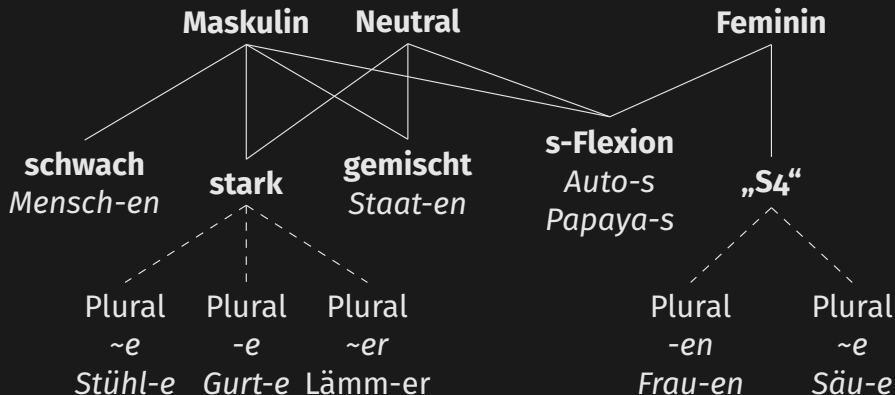 Maskulin Neutral Feminin
schwach
Mensch-en
stark
gemischt
Staat-en
s-Flexion
Auto-s
Papaya-s
„S4“
Plural
~e
Stühl-e
Plural
-e
Gurt-e
Plural
~er
Lämm-er
Plural
-en
Frau-en
Plural
~e
Säu-e